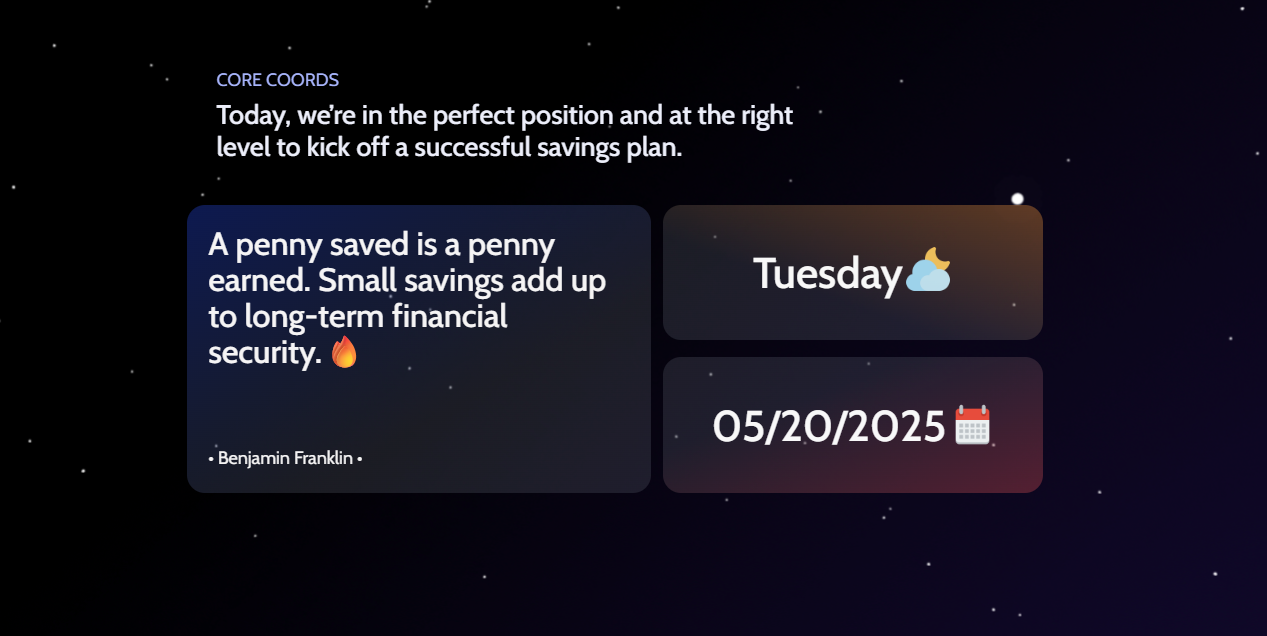 CORE COORDS
Today, we’re in the perfect position and at the right
level to kick off a successful savings plan.
A penny saved is a penny
earned. Small savings add up
to long-term financial
security. 🔥
• Benjamin Franklin •
Tuesday
05/20/2025